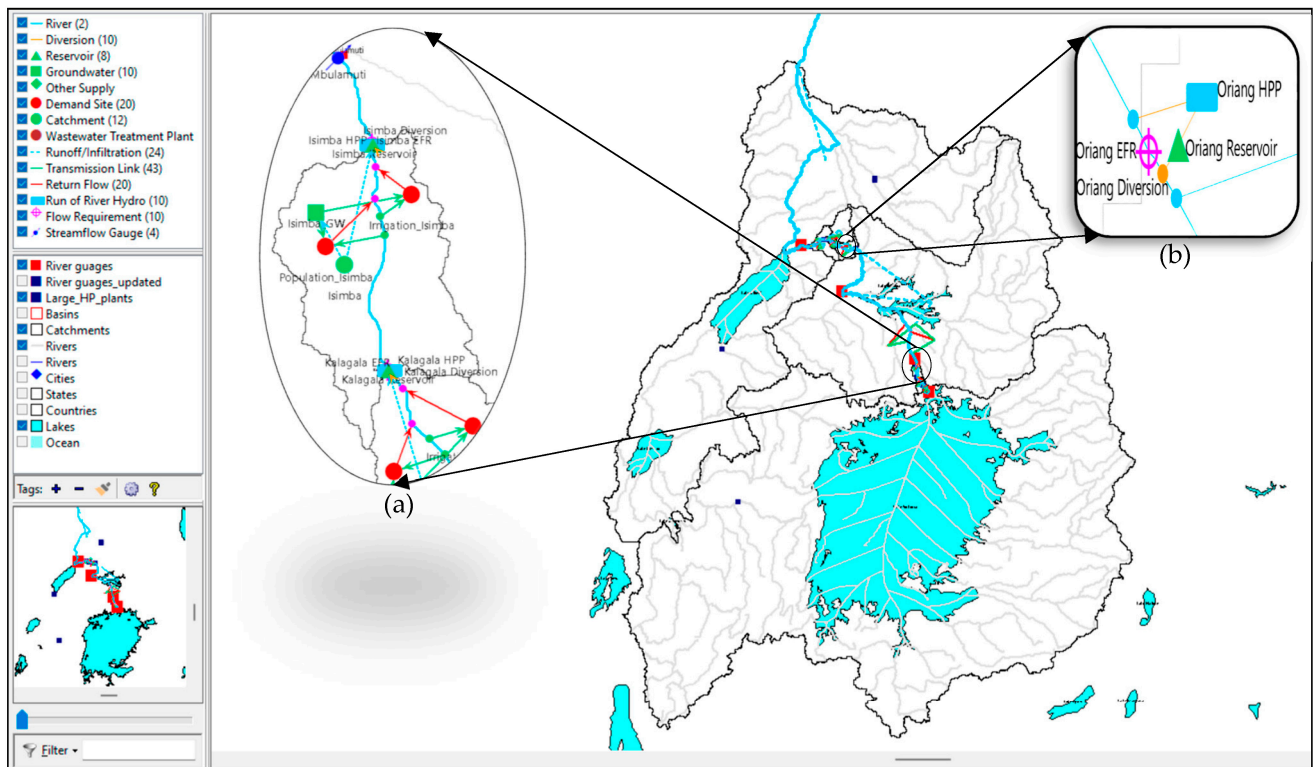 River (2)
Diversion (10)
Reservoir (8)
Groundwater (10)
Other Supply
Demand Site (20)
Catchment (12)
Wastewater Treatment Plant
Runoff/Infiltration (24)
Transmission Link (43)
Return Flow (20)
Run of River Hydro (10)
Flow Requirement (10)
Streamflow Gauge (4)
River guages
River guages_updated
Large_HP_plants
Basins
Catchments
Rivers
Rivers
Cities
States
Countries
Lakes
Ocean
Tags:
Filter
Mbulamuti
Isimba Diversion
Isimba HPP
Isimba EFR
Isimba Reservoir
Isimba_GW
Irrigation_Isimba
Population_Isimba
Isimba
Kalagala EFR
Kalagala HPP
Kalagala Diversion
Kalagala Reservoir
Irrigat
(a)
Oriang HPP
Oriang EFR
Oriang Reservoir
Oriang Diversion
(b)